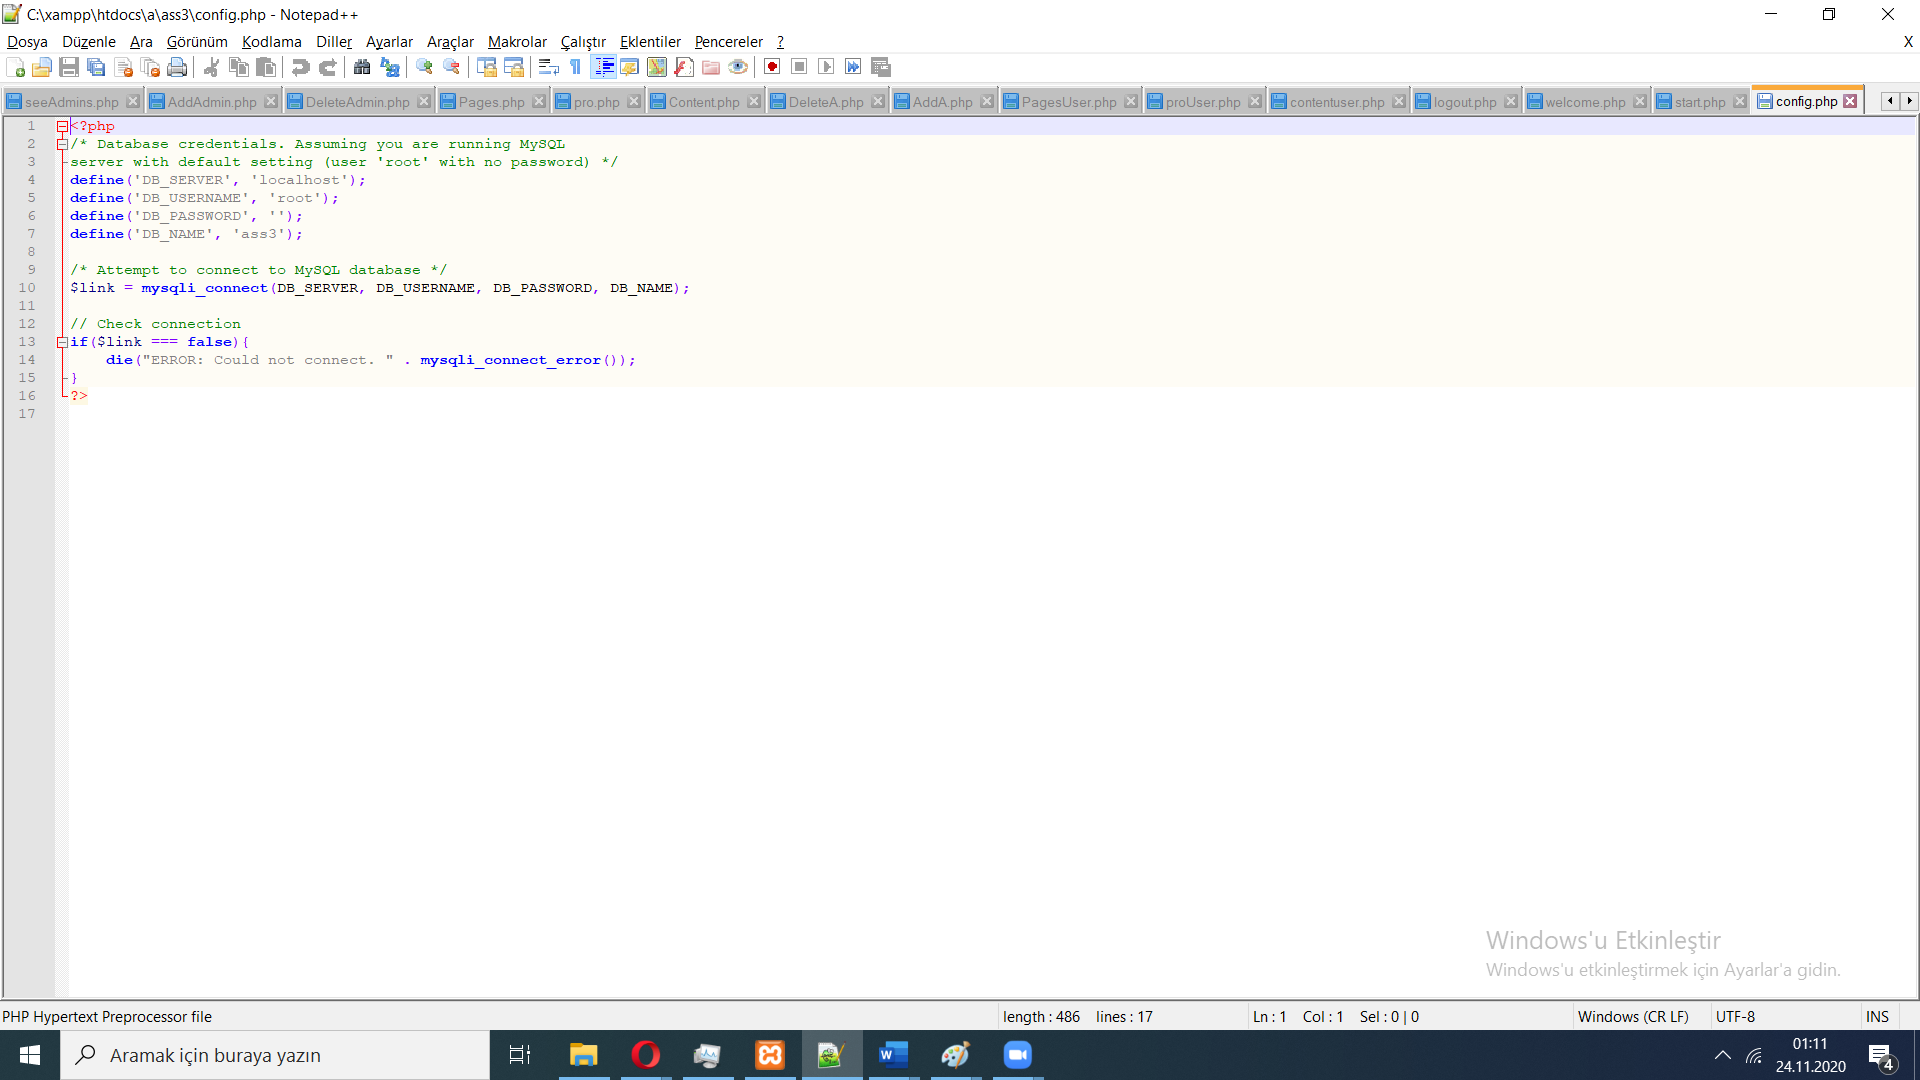 C:\xampp\htdocs\a\ass3\config.php - Notepad++
Dosya Düzenle Ara Görünüm Kodlama Diller Ayarlar Araçlar Makrolar Çalıştır Eklentiler Pencereler ? X
seeAdmins.php AddAdmin.php DeleteAdmin.php Pages.php pro.php Content.php DeleteA.php AddA.php PagesUser.php proUser.php contentuser.php logout.php welcome.php start.php config.php
1 <?php
2 /* Database credentials. Assuming you are running MySQL
3 server with default setting (user 'root' with no password) */
4 define('DB_SERVER', 'localhost');
5 define('DB_USERNAME', 'root');
6 define('DB_PASSWORD', '');
7 define('DB_NAME', 'ass3');
8
9 /* Attempt to connect to MySQL database */
10 $link = mysqli_connect(DB_SERVER, DB_USERNAME, DB_PASSWORD, DB_NAME);
11
12 // Check connection
13 if($link === false){
14 die("ERROR: Could not connect. " . mysqli_connect_error());
15 }
16 ?>
17
Windows'u Etkinleştir
Windows'u etkinleştirmek için Ayarlar'a gidin.
PHP Hypertext Preprocessor file length : 486 lines : 17 Ln : 1 Col : 1 Sel : 0 | 0 Windows (CR LF) UTF-8 INS
Aramak için buraya yazın
01:11
24.11.2020
4